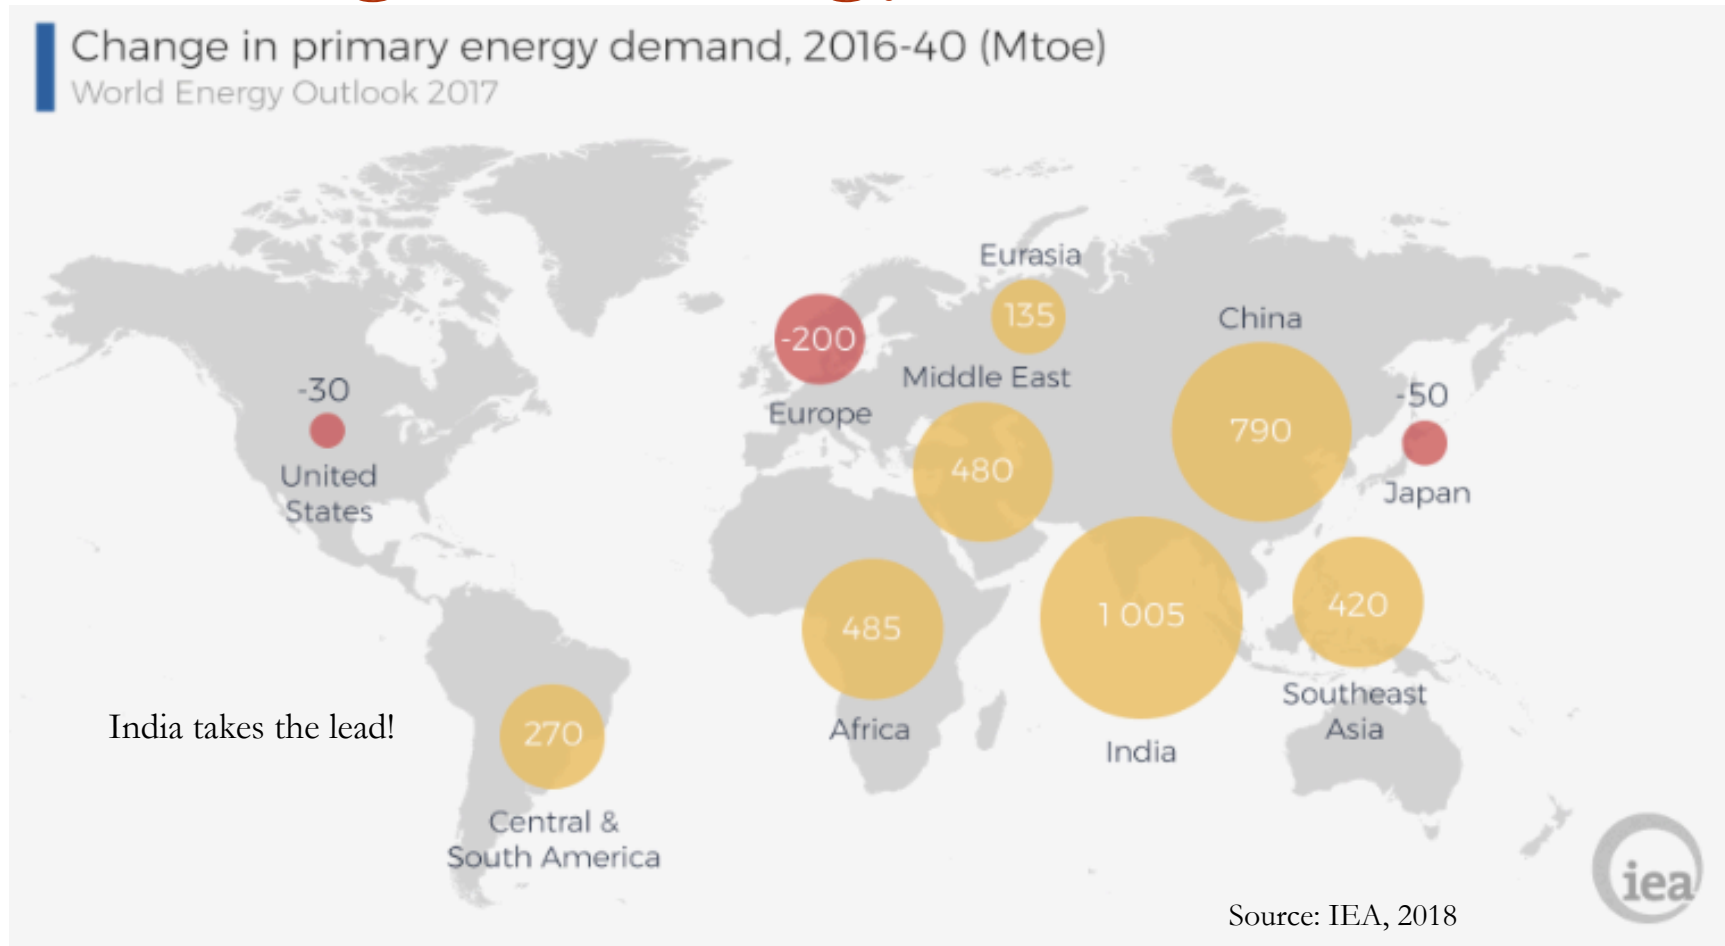 Change in primary energy demand, 2016-40 (Mtoe)
World Energy Outlook 2017
Eurasia
135
China
-200
Middle East
-30
-50
Europe
790
480
United
States
Japan
1 005
420
485
Southeast
Asia
India takes the lead!
270
Africa
India
Central &
South America
iea
Source: IEA, 2018